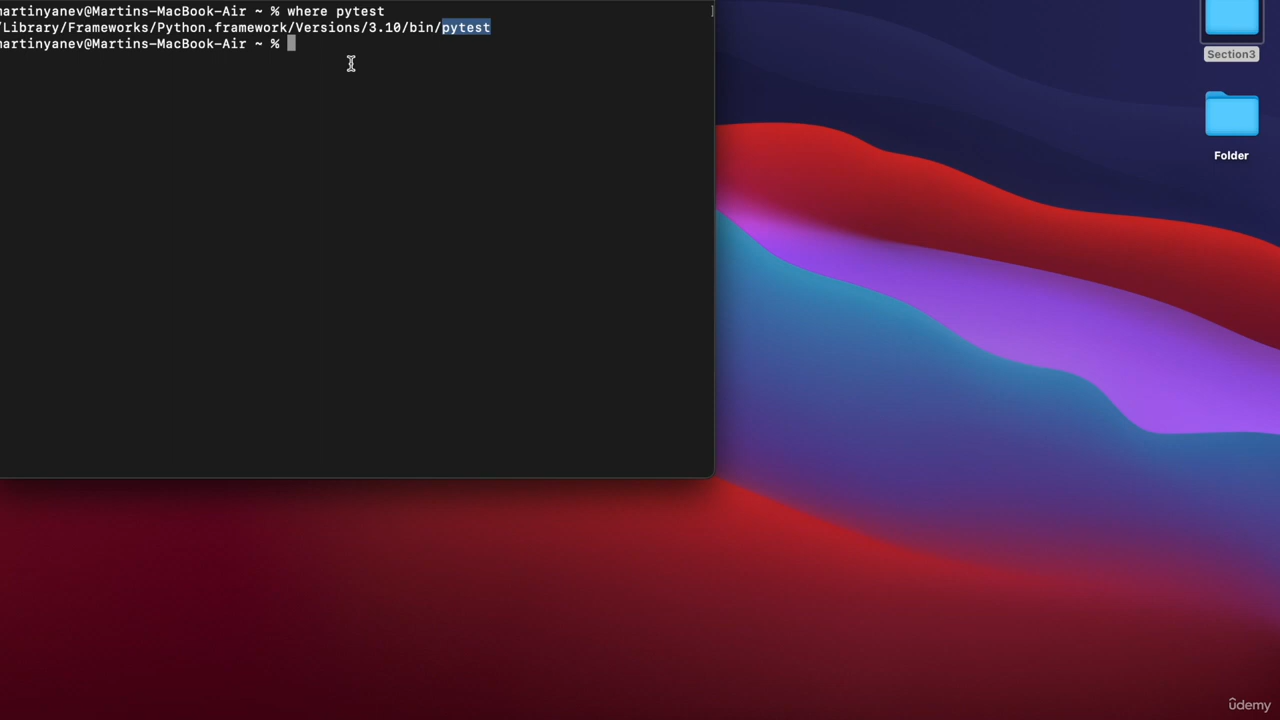 martinyanev@Martins-MacBook-Air ~ % where pytest
/Library/Frameworks/Python.framework/Versions/3.10/bin/pytest
martinyanev@Martins-MacBook-Air ~ %
Section3
Folder
ûdemy